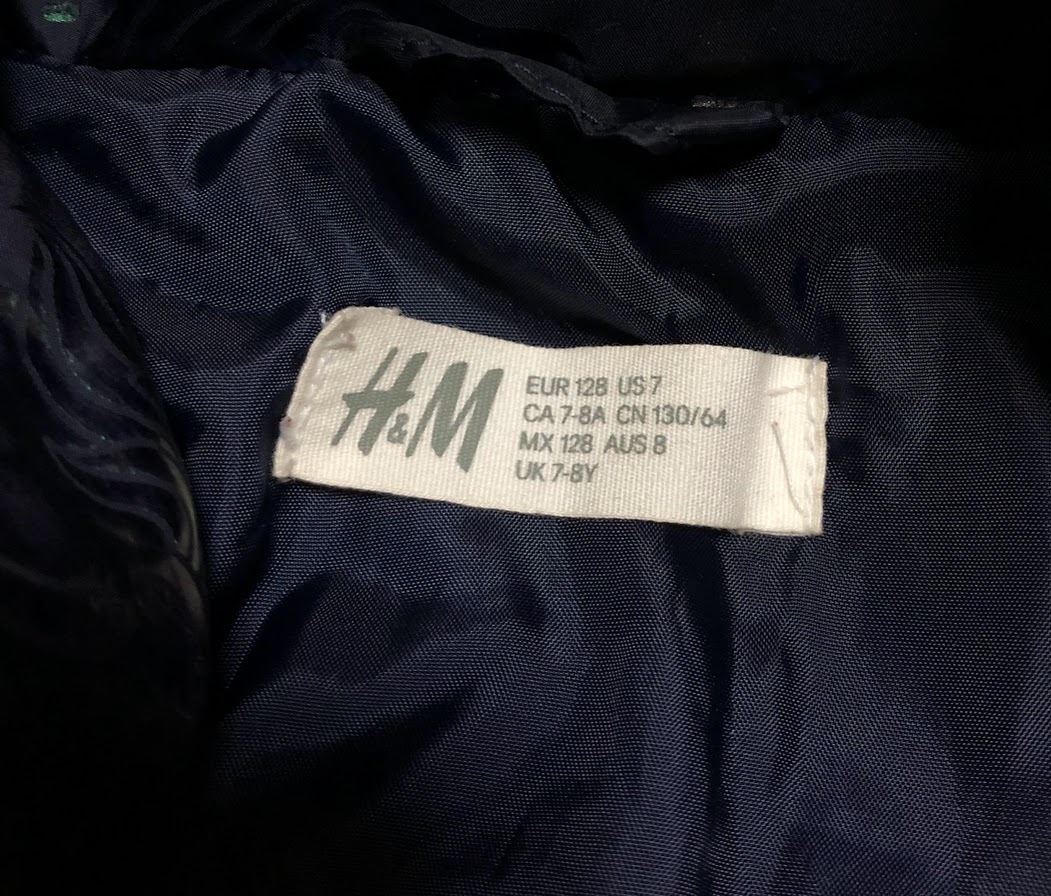 H&M
EUR 128 US 7
CA 7-8A CN 130/64
MX 128 AUS 8
UK 7-8Y